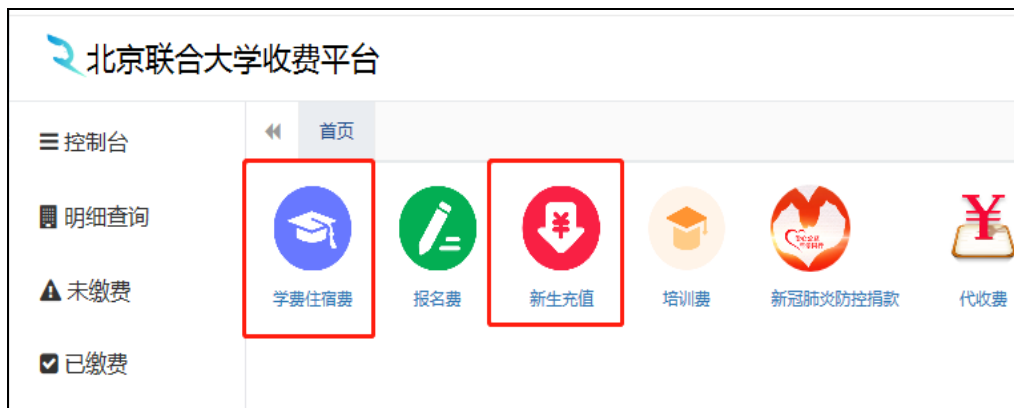 北京联合大学收费平台
控制台
首页
明细查询
未缴费
已缴费
¥
¥
学费住宿费
报名费
新生充值
培训费
新冠肺炎防控捐款
代收费